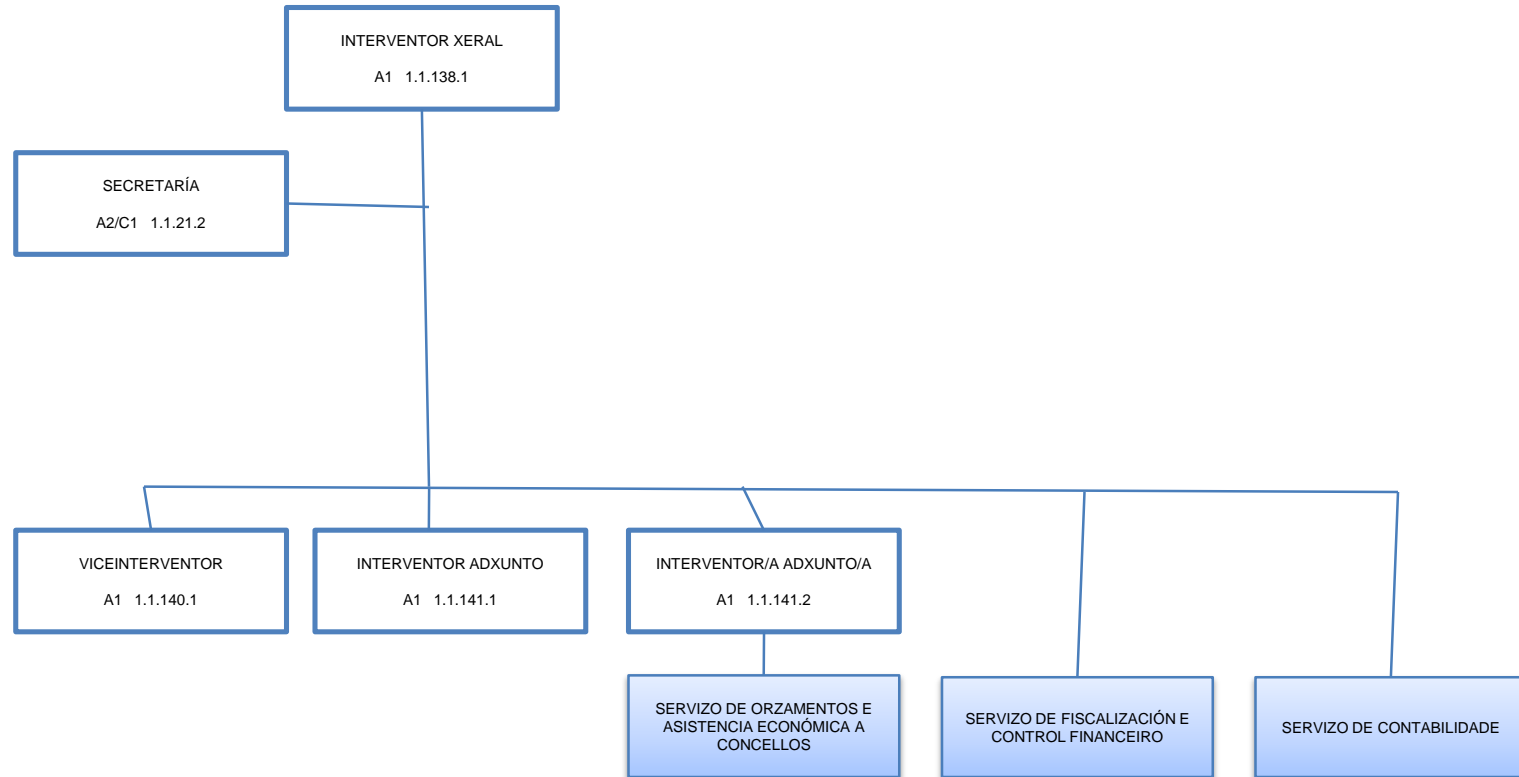 INTERVENTOR XERAL
A1 1.1.138.1
SECRETARÍA
A2/C1 1.1.21.2
VICEINTERVENTOR
A1 1.1.140.1
INTERVENTOR ADXUNTO
A1 1.1.141.1
INTERVENTOR/A ADXUNTO/A
A1 1.1.141.2
SERVIZO DE ORZAMENTOS E
ASISTENCIA ECONÓMICA A
CONCELLOS
SERVIZO DE FISCALIZACIÓN E
CONTROL FINANCEIRO
SERVIZO DE CONTABILIDADE